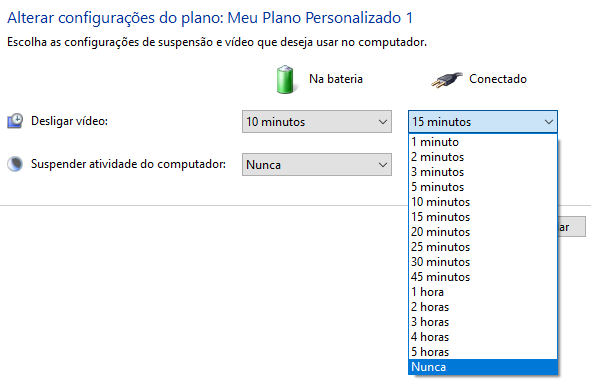 Alterar configurações do plano: Meu Plano Personalizado 1
Escolha as configurações de suspensão e vídeo que deseja usar no computador.
Na bateria Conectado
Desligar vídeo: 10 minutos 15 minutos
Suspender atividade do computador: Nunca
1 minuto
2 minutos
3 minutos
5 minutos
10 minutos
15 minutos
20 minutos
25 minutos
30 minutos
45 minutos
1 hora
2 horas
3 horas
4 horas
5 horas
Nunca